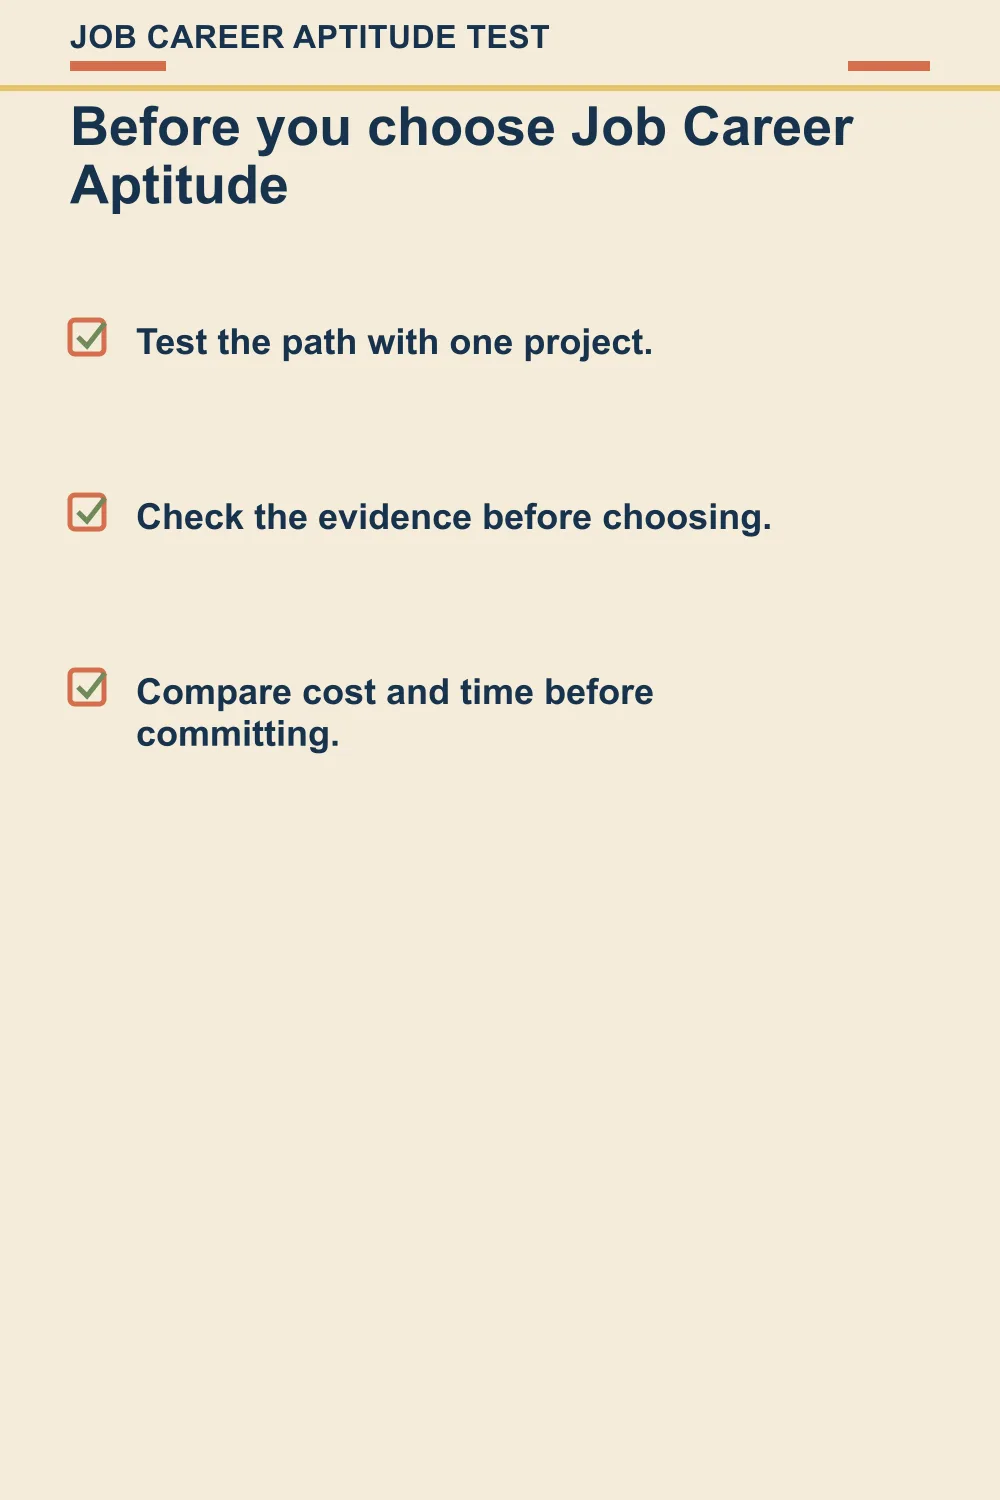 JOB CAREER APTITUDE TEST
Before you choose Job Career
Aptitude
Test the path with one project.
Check the evidence before choosing.
Compare cost and time before
committing.